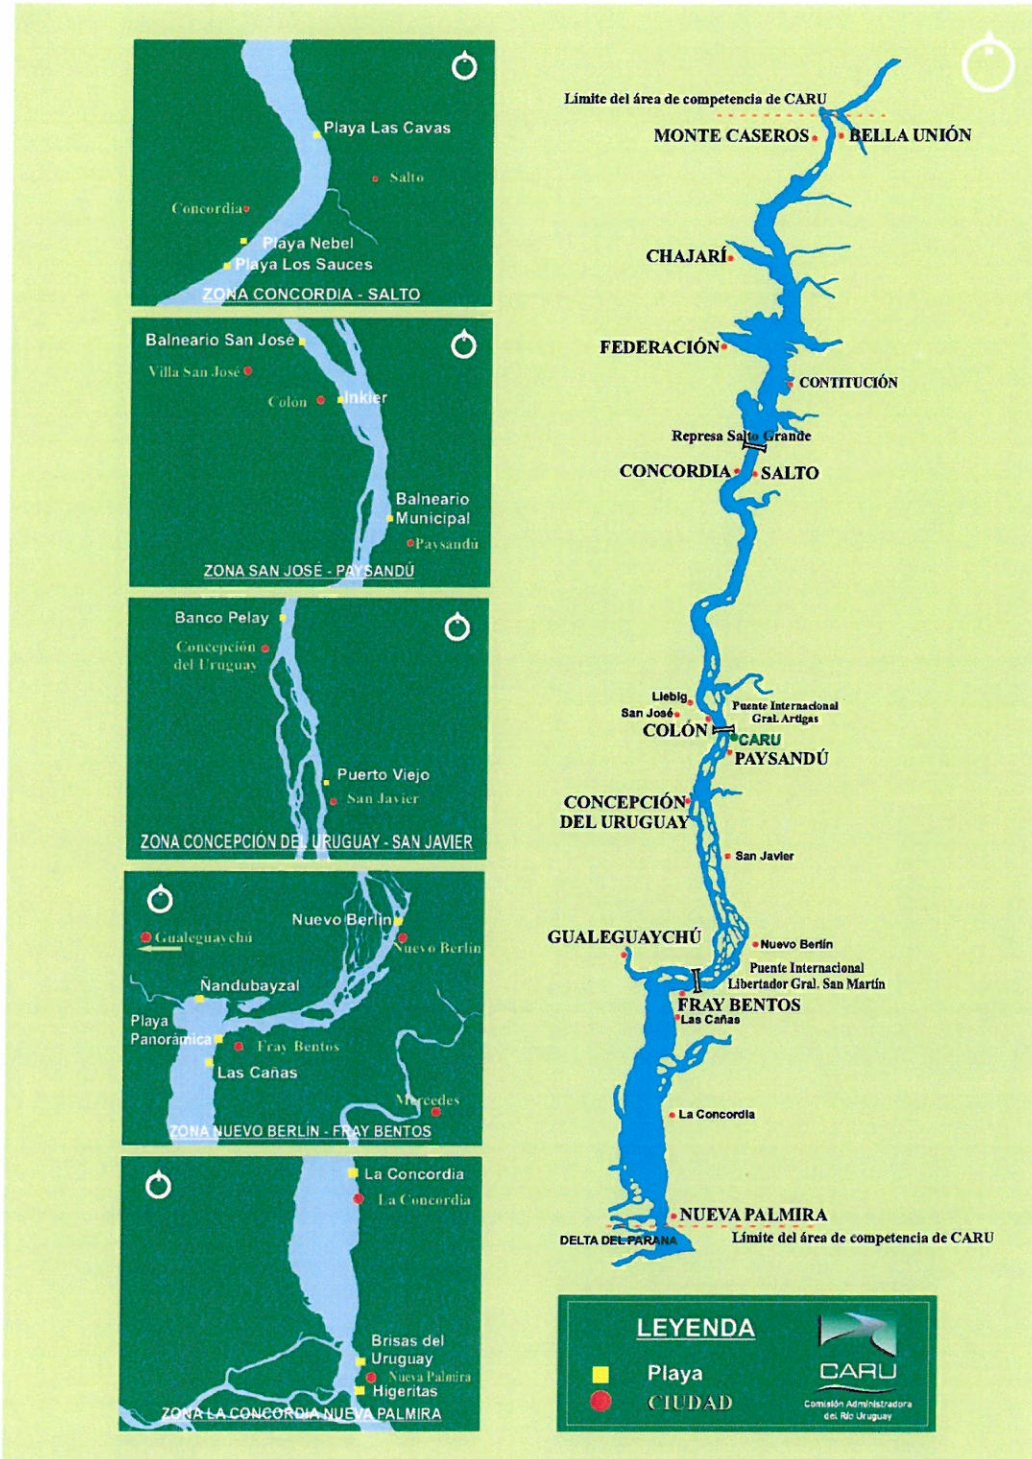 Playa Las Cavas
Salto
Concordia
Playa Nebel
Playa Los Sauces
ZONA CONCORDIA - SALTO
Balneario San José
Villa San José
Colón
Inkier
Balneario
Municipal
Paysandú
ZONA SAN JOSÉ - PAYSANDÚ
Banco Pelay
Concepción
del Uruguay
Puerto Viejo
San Javier
ZONA CONCEPCIÓN DEL URUGUAY - SAN JAVIER
Nuevo Berlín
Gualeguaychú
Nuevo Berlin
Ñandubayzal
Playa
Panorámica
Fray Bentos
Las Cañas
Mercedes
ZONA NUEVO BERLÍN - FRAY BENTOS
La Concordia
La Concordia
Brisas del
Uruguay
Nueva Palmira
Higeritas
ZONA LA CONCORDIA NUEVA PALMIRA
Límite del área de competencia de CARU
MONTE CASEROS
BELLA UNIÓN
CHAJARÍ
FEDERACIÓN
CONTITUCIÓN
Represa Salto Grande
CONCORDIA
SALTO
Liebig
San José
Puente Internacional
Gral. Artigas
COLÓN
CARU
PAYSANDÚ
CONCEPCIÓN
DEL URUGUAY
San Javier
GUALEGUAYCHÚ
Nuevo Berlín
Puente Internacional
Libertador Gral. San Martín
FRAY BENTOS
Las Cañas
La Concordia
NUEVA PALMIRA
DELTA DEL PARANA
Límite del área de competencia de CARU
LEYENDA
Playa
CIUDAD
CARU
Comisión Administradora
del Río Uruguay